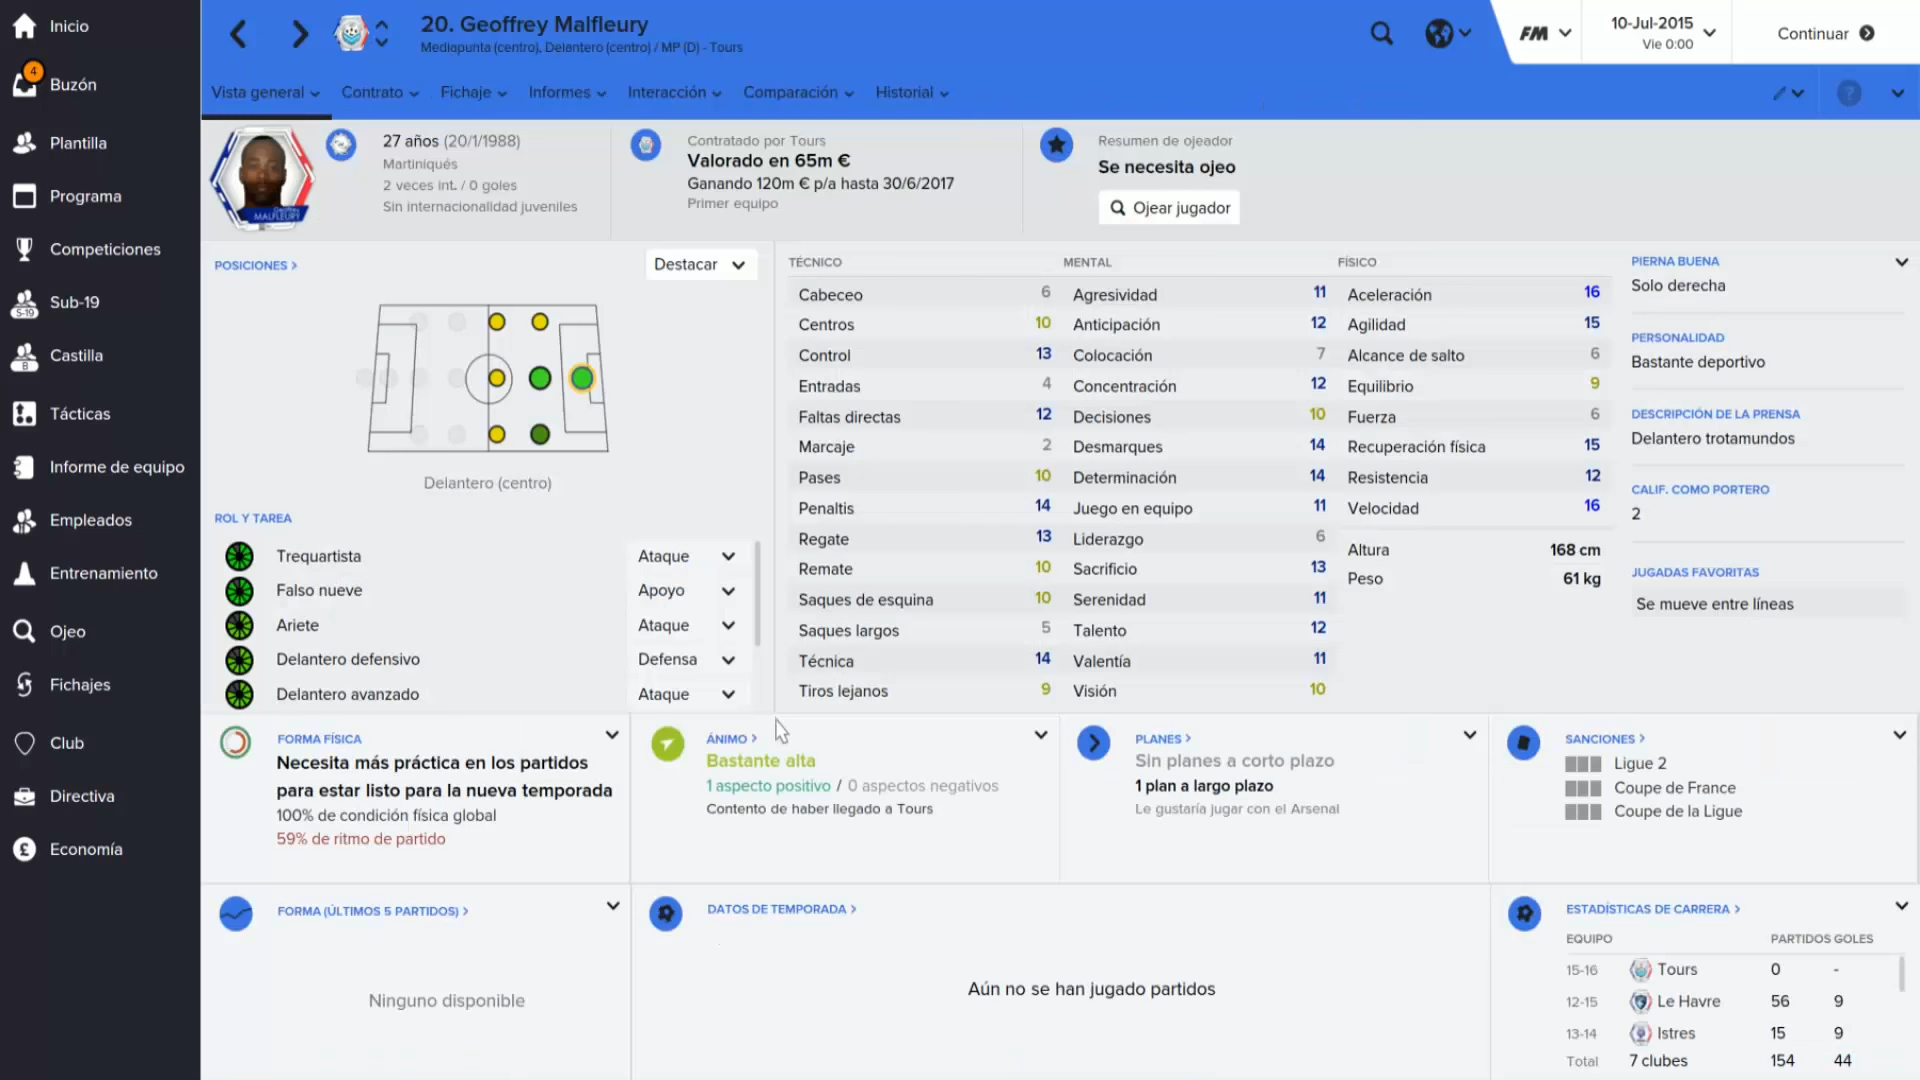 Inicio
Buzón
4
Plantilla
Programa
Competiciones
Sub-19
S-19
Castilla
B
Tácticas
Informe de equipo
Empleados
Entrenamiento
Ojeo
Fichajes
Club
Directiva
Economía
20. Geoffrey Malfleury
Mediapunta (centro), Delantero (centro) / MP (D) - Tours
FM
10-Jul-2015
Vie 0:00
Continuar
Vista general
Contrato
Fichaje
Informes
Interacción
Comparación
Historial
?
MALFLEURY
27 años (20/1/1988)
Martiniqués
2 veces int. / 0 goles
Sin internacionalidad juveniles
Contratado por Tours
Valorado en 65m €
Ganando 120m € p/a hasta 30/6/2017
Primer equipo
Resumen de ojeador
Se necesita ojeo
Ojear jugador
POSICIONES >
Destacar
Delantero (centro)
ROL Y TAREA
Trequartista Ataque
Falso nueve Apoyo
Ariete Ataque
Delantero defensivo Defensa
Delantero avanzado Ataque
TÉCNICO
Cabeceo 6
Centros 10
Control 13
Entradas 4
Faltas directas 12
Marcaje 2
Pases 10
Penaltis 14
Regate 13
Remate 10
Saques de esquina 10
Saques largos 5
Técnica 14
Tiros lejanos 9
MENTAL
Agresividad 11
Anticipación 12
Colocación 7
Concentración 12
Decisiones 10
Desmarques 14
Determinación 14
Juego en equipo 11
Liderazgo 6
Sacrificio 13
Serenidad 11
Talento 12
Valentía 11
Visión 10
FÍSICO
Aceleración 16
Agilidad 15
Alcance de salto 6
Equilibrio 9
Fuerza 6
Recuperación física 15
Resistencia 12
Velocidad 16
Altura 168 cm
Peso 61 kg
PIERNA BUENA
Solo derecha
PERSONALIDAD
Bastante deportivo
DESCRIPCIÓN DE LA PRENSA
Delantero trotamundos
CALIF. COMO PORTERO
2
JUGADAS FAVORITAS
Se mueve entre líneas
FORMA FÍSICA
Necesita más práctica en los partidos
para estar listo para la nueva temporada
100% de condición física global
59% de ritmo de partido
ÁNIMO >
Bastante alta
1 aspecto positivo / 0 aspectos negativos
Contento de haber llegado a Tours
PLANES >
Sin planes a corto plazo
1 plan a largo plazo
Le gustaría jugar con el Arsenal
SANCIONES >
Ligue 2
Coupe de France
Coupe de la Ligue
FORMA (ÚLTIMOS 5 PARTIDOS) >
Ninguno disponible
DATOS DE TEMPORADA >
Aún no se han jugado partidos
ESTADÍSTICAS DE CARRERA >
EQUIPO PARTIDOS GOLES
15-16 Tours 0 -
12-15 Le Havre 56 9
13-14 Istres 15 9
Total 7 clubes 154 44